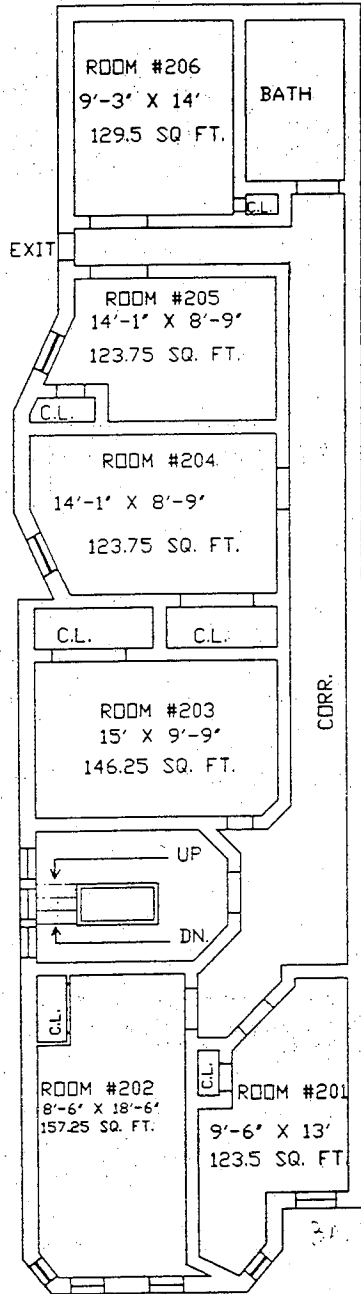 ROOM #206
9'-3" X 14'
129.5 SQ FT.
BATH
C.L.
EXIT
ROOM #205
14'-1" X 8'-9"
123.75 SQ. FT.
C.L.
ROOM #204
14'-1" X 8'-9"
123.75 SQ. FT.
C.L.
C.L.
CORR.
ROOM #203
15' X 9'-9"
146.25 SQ. FT.
UP
DN.
C.L.
C.L.
ROOM #202
8'-6" X 18'-6"
157.25 SQ. FT.
ROOM #201
9'-6" X 13'
123.5 SQ. FT.